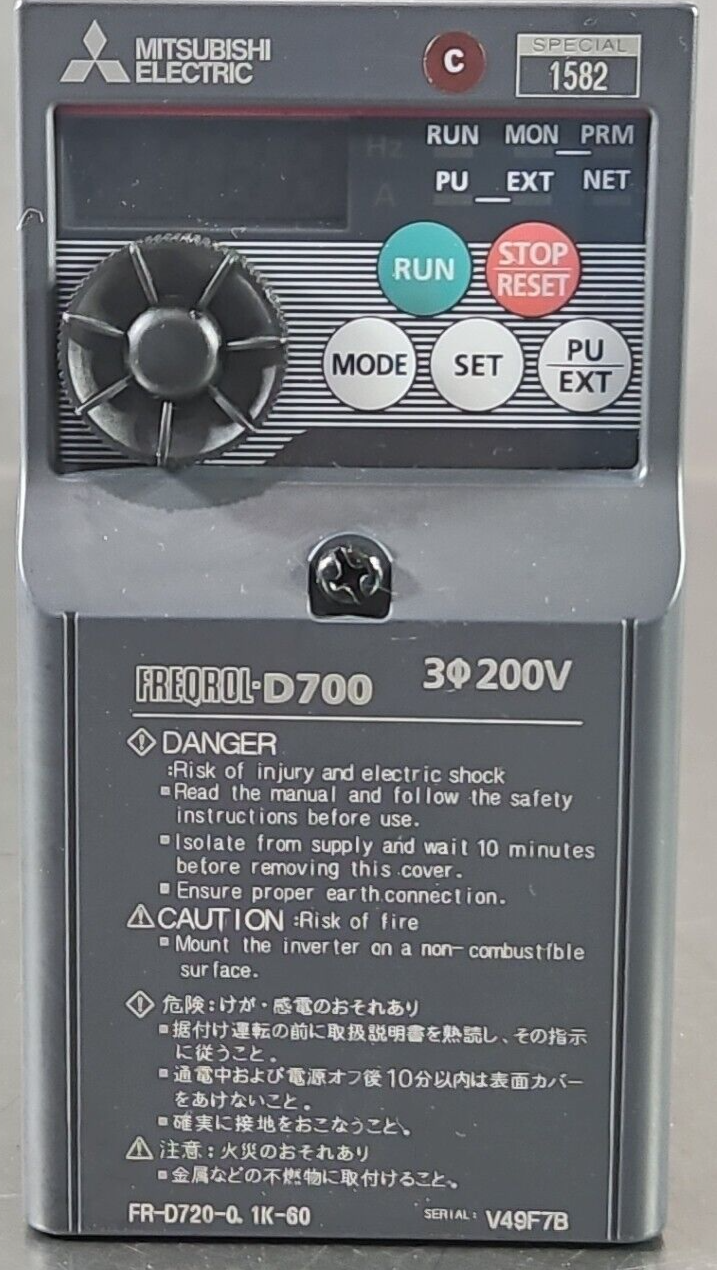 MITSUBISHI
ELECTRIC
C
SPECIAL
1582
Hz
A
RUN MON PRM
PU EXT NET
RUN
STOP
RESET
MODE
SET
PU
EXT
FREQROL-D700 3Φ200V
DANGER
:Risk of injury and electric shock
▪Read the manual and follow the safety
instructions before use.
▪Isolate from supply and wait 10 minutes
before removing this cover.
▪Ensure proper earth connection.
CAUTION :Risk of fire
▪Mount the inverter on a non-combustible
surface.
危険：けが・感電のおそれあり
▪据付け運転の前に取扱説明書を熟読し、その指示
に従うこと。
▪通電中および電源オフ後10分以内は表面カバー
をあけないこと。
▪確実に接地をおこなうこと。
注意：火災のおそれあり
▪金属などの不燃物に取付けること。
FR-D720-0.1K-60 SERIAL: V49F7B